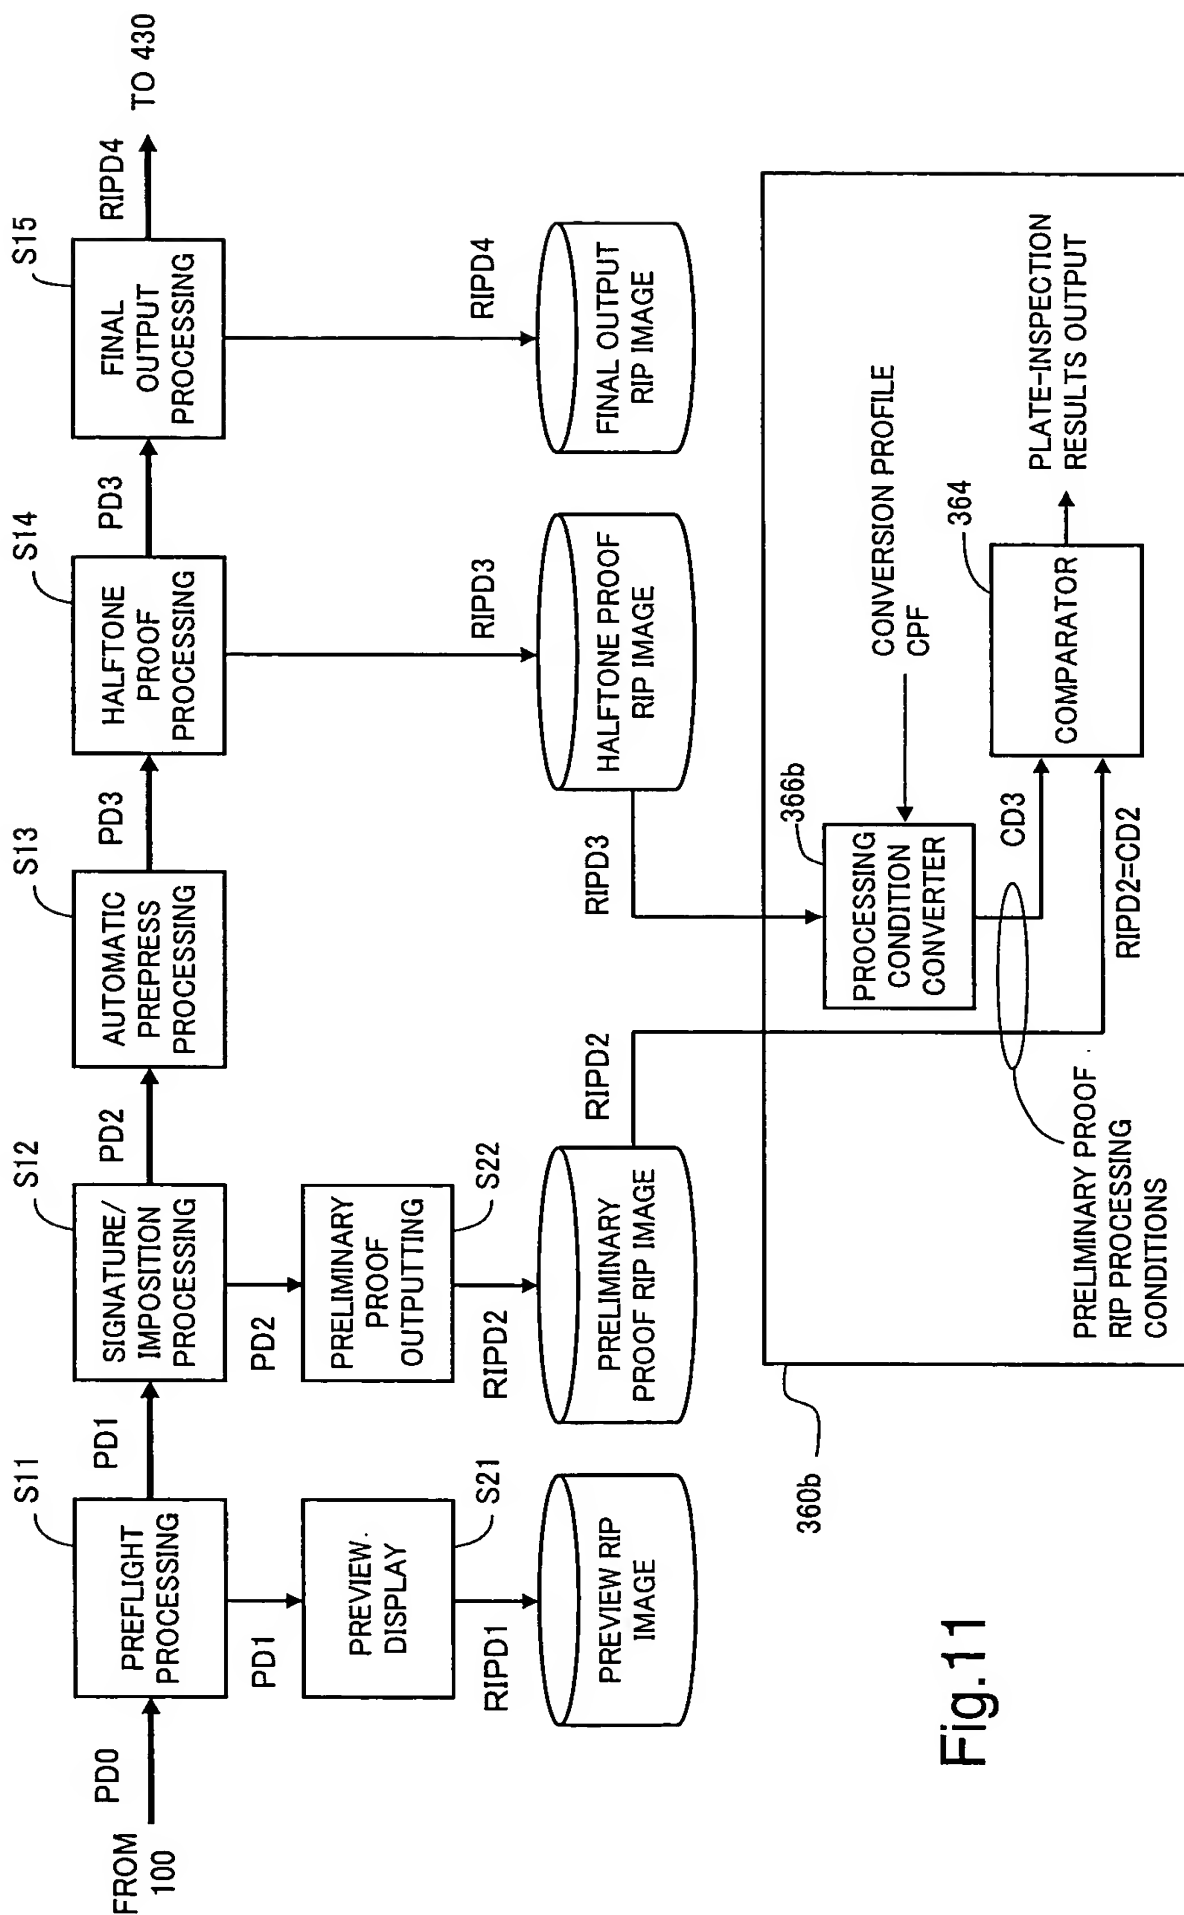 FROM
100
PD0
S11
PREFLIGHT
PROCESSING
PD1
S12
SIGNATURE/
IMPOSITION
PROCESSING
PD2
S13
AUTOMATIC
PREPRESS
PROCESSING
PD3
S14
HALFTONE
PROOF
PROCESSING
PD3
S15
FINAL
OUTPUT
PROCESSING
RIPD4
TO 430
PD1
S21
PREVIEW
DISPLAY
RIPD1
PREVIEW RIP
IMAGE
PD2
S22
PRELIMINARY
PROOF
OUTPUTTING
RIPD2
PRELIMINARY
PROOF RIP IMAGE
RIPD3
HALFTONE PROOF
RIP IMAGE
RIPD4
FINAL OUTPUT
RIP IMAGE
RIPD2
RIPD3
360b
366b
PROCESSING
CONDITION
CONVERTER
CONVERSION PROFILE
CPF
CD3
RIPD2=CD2
364
COMPARATOR
PLATE-INSPECTION
RESULTS OUTPUT
PRELIMINARY PROOF
RIP PROCESSING
CONDITIONS
Fig.11